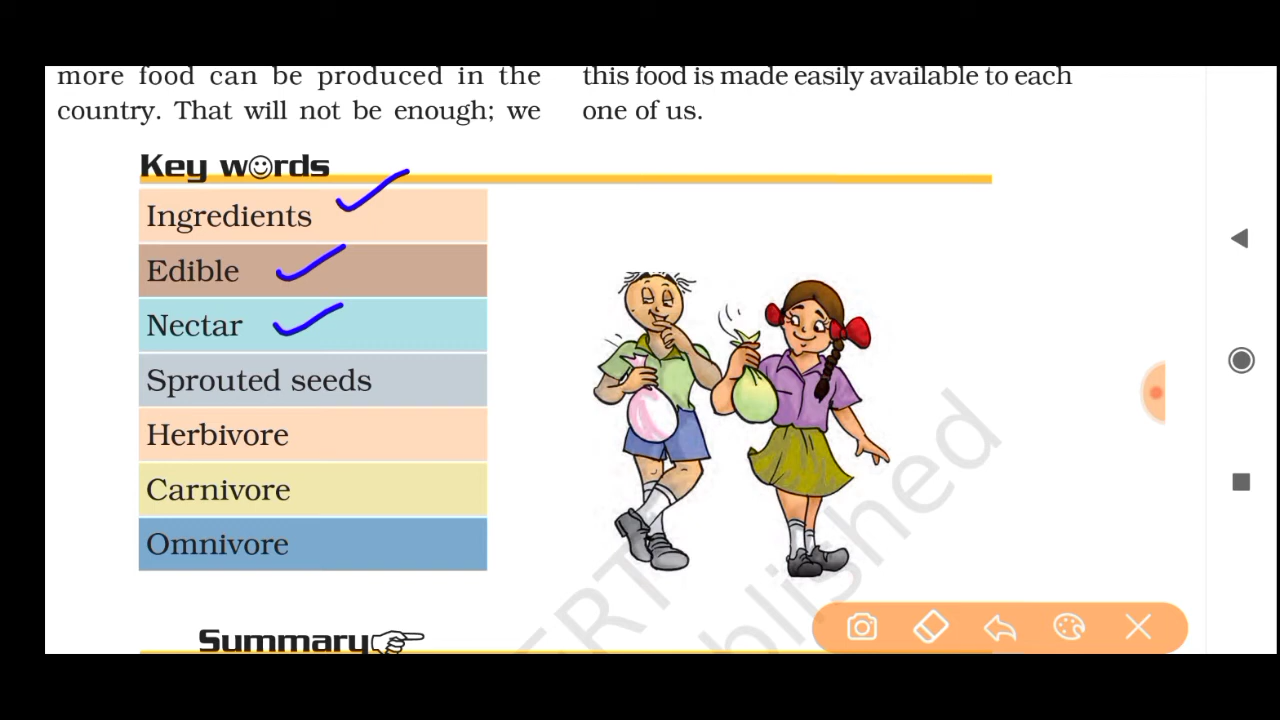 more food can be produced in the
country. That will not be enough; we
this food is made easily available to each
one of us.
Key words
Ingredients
Edible
Nectar
Sprouted seeds
Herbivore
Carnivore
Omnivore
Summary